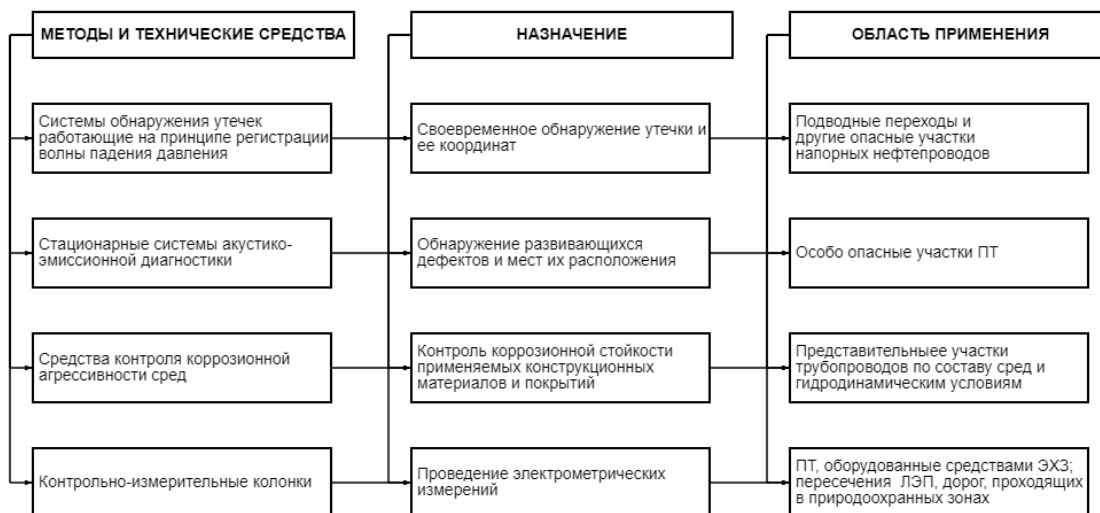 МЕТОДЫ И ТЕХНИЧЕСКИЕ СРЕДСТВА
НАЗНАЧЕНИЕ
ОБЛАСТЬ ПРИМЕНЕНИЯ
Системы обнаружения утечек
работающие на принципе регистрации
волны падения давления
Своевременное обнаружение утечки и
ее координат
Подводные переходы и
другие опасные участки
напорных нефтепроводов
Стационарные системы акустико-
эмиссионной диагностики
Обнаружение развивающихся
дефектов и мест их расположения
Особо опасные участки ПТ
Средства контроля коррозионной
агрессивности сред
Контроль коррозионной стойкости
применяемых конструкционных
материалов и покрытий
Представительныее участки
трубопроводов по составу сред и
гидродинамическим условиям
Контрольно-измерительные колонки
Проведение электрометрических
измерений
ПТ, оборудованные средствами ЭХЗ;
пересечения ЛЭП, дорог, проходящих
в природоохранных зонах